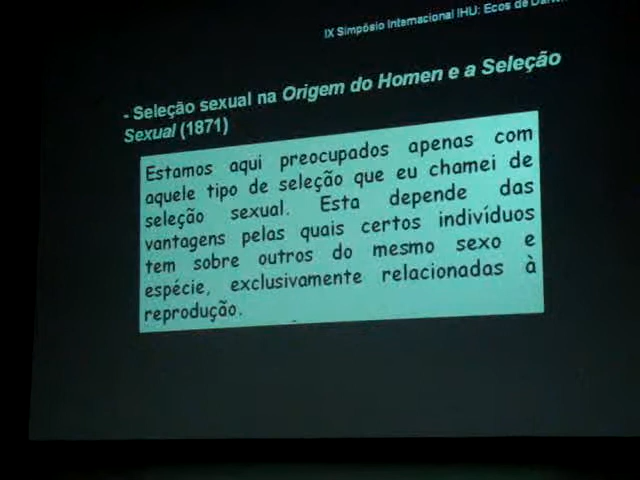 IX Simpósio Internacional IHU: Ecos de
- Seleção sexual na Origem do Homen e a Seleção
Sexual (1871)
Estamos aqui preocupados apenas com
aquele tipo de seleção que eu chamei de
seleção sexual. Esta depende das
vantagens pelas quais certos indivíduos
tem sobre outros do mesmo sexo e
espécie, exclusivamente relacionadas à
reprodução.